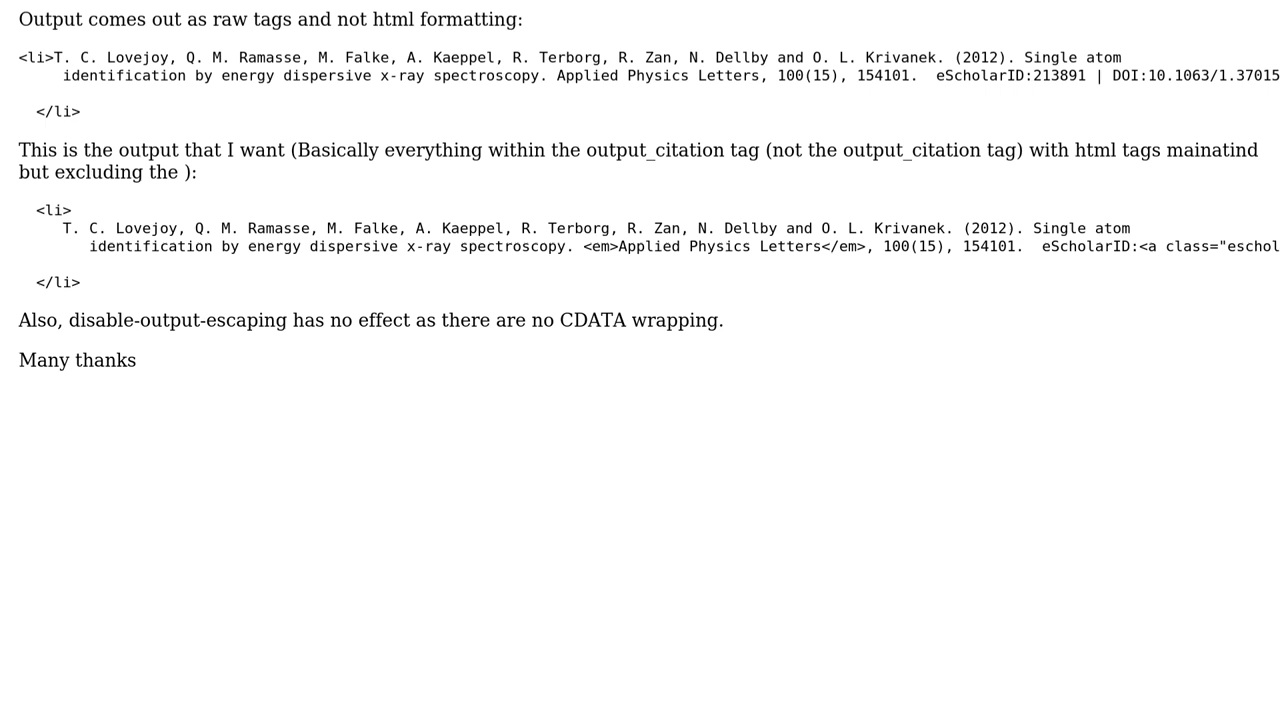 Output comes out as raw tags and not html formatting:
<li>T. C. Lovejoy, Q. M. Ramasse, M. Falke, A. Kaeppel, R. Terborg, R. Zan, N. Dellby and O. L. Krivanek. (2012). Single atom
identification by energy dispersive x-ray spectroscopy. Applied Physics Letters, 100(15), 154101.  eScholarID:213891 | DOI:10.1063/1.37015
</li>
This is the output that I want (Basically everything within the output_citation tag (not the output_citation tag) with html tags mainatind
but excluding the ):
<li>
T. C. Lovejoy, Q. M. Ramasse, M. Falke, A. Kaeppel, R. Terborg, R. Zan, N. Dellby and O. L. Krivanek. (2012). Single atom
identification by energy dispersive x-ray spectroscopy. <em>Applied Physics Letters</em>, 100(15), 154101.  eScholarID:<a class="eschol
</li>
Also, disable-output-escaping has no effect as there are no CDATA wrapping.
Many thanks